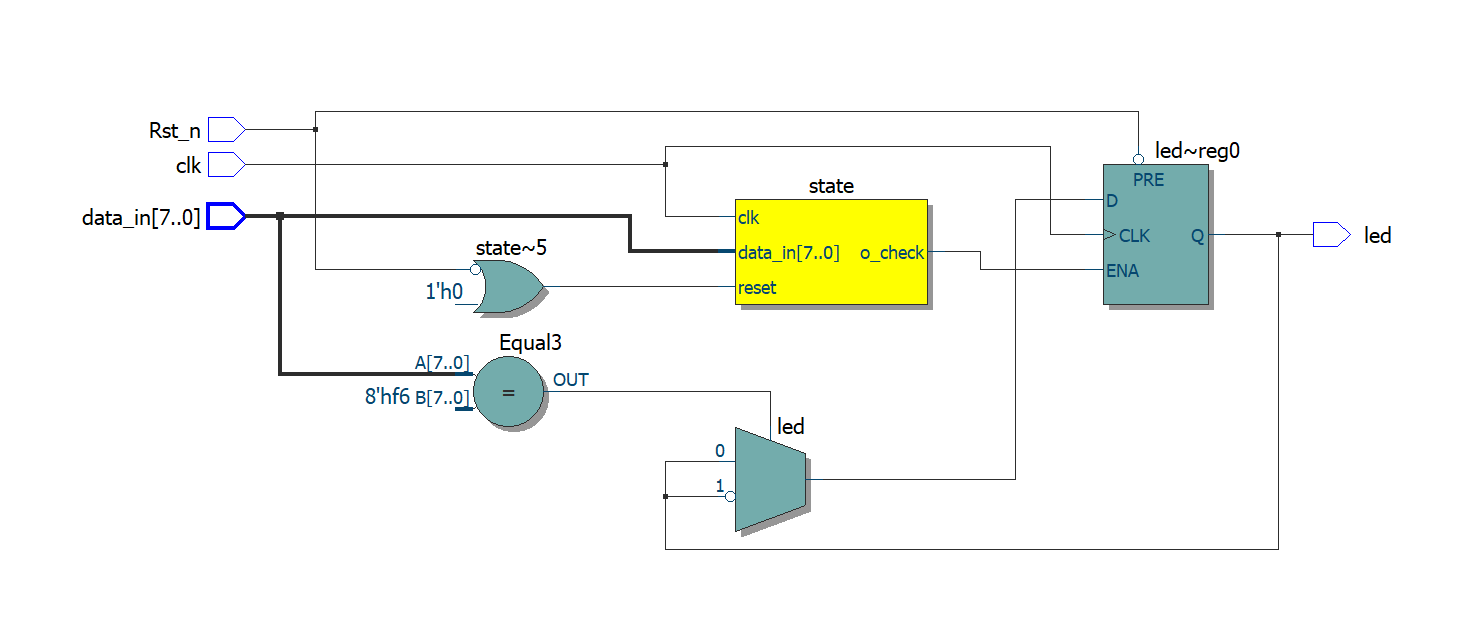 led~reg0
Rst_n
clk
PRE
state
D
data_in[7..0]
clk
CLK
Q
led
state~5
data_in[7..0] o_check
ENA
1'h0
reset
Equal3
A[7..0]
OUT
8'hf6 B[7..0]
=
led
0
1